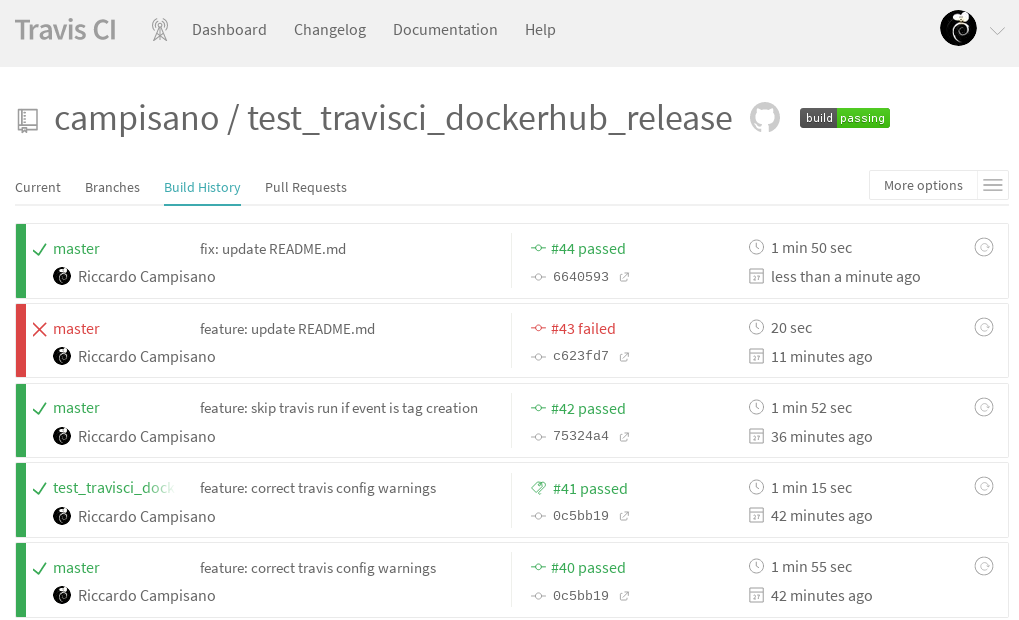 Travis CI Dashboard Changelog Documentation Help
campisano / test_travisci_dockerhub_release build passing
Current Branches Build History Pull Requests More options
master fix: update README.md #44 passed 1 min 50 sec
Riccardo Campisano 6640593 27 less than a minute ago
master feature: update README.md #43 failed 20 sec
Riccardo Campisano c623fd7 27 11 minutes ago
master feature: skip travis run if event is tag creation #42 passed 1 min 52 sec
Riccardo Campisano 75324a4 27 36 minutes ago
test_travisci_dock feature: correct travis config warnings #41 passed 1 min 15 sec
Riccardo Campisano 0c5bb19 27 42 minutes ago
master feature: correct travis config warnings #40 passed 1 min 55 sec
Riccardo Campisano 0c5bb19 27 42 minutes ago